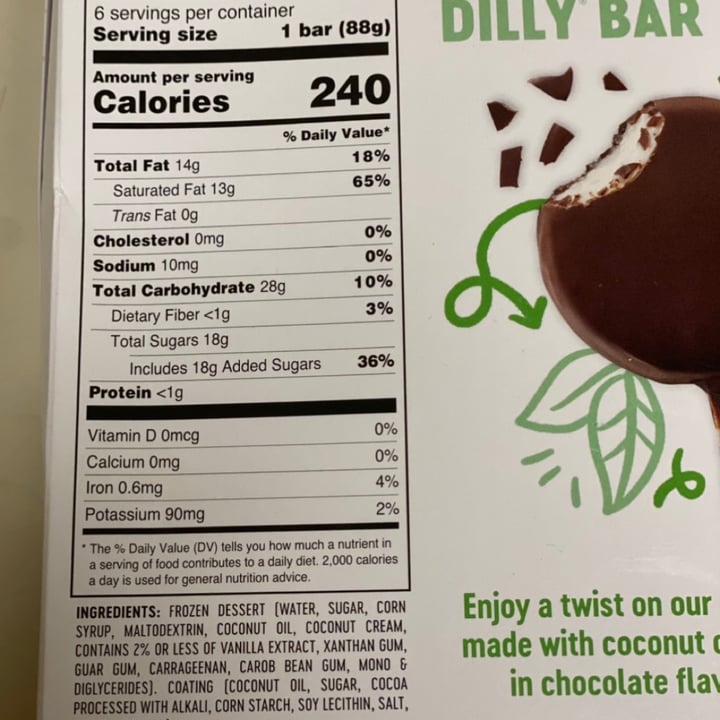 6 servings per container
Serving size 1 bar (88g)
Amount per serving
Calories 240
% Daily Value*
Total Fat 14g 18%
Saturated Fat 13g 65%
Trans Fat 0g
Cholesterol 0mg 0%
Sodium 10mg 0%
Total Carbohydrate 28g 10%
Dietary Fiber <1g 3%
Total Sugars 18g
Includes 18g Added Sugars 36%
Protein <1g
Vitamin D 0mcg 0%
Calcium 0mg 0%
Iron 0.6mg 4%
Potassium 90mg 2%
* The % Daily Value (DV) tells you how much a nutrient in
a serving of food contributes to a daily diet. 2,000 calories
a day is used for general nutrition advice.
INGREDIENTS: FROZEN DESSERT (WATER, SUGAR, CORN
SYRUP, MALTODEXTRIN, COCONUT OIL, COCONUT CREAM,
CONTAINS 2% OR LESS OF VANILLA EXTRACT, XANTHAN GUM,
GUAR GUM, CARRAGEENAN, CAROB BEAN GUM, MONO &
DIGLYCERIDES). COATING (COCONUT OIL, SUGAR, COCOA
PROCESSED WITH ALKALI, CORN STARCH, SOY LECITHIN, SALT,
DILLY® BAR
Enjoy a twist on our
made with coconut
in chocolate